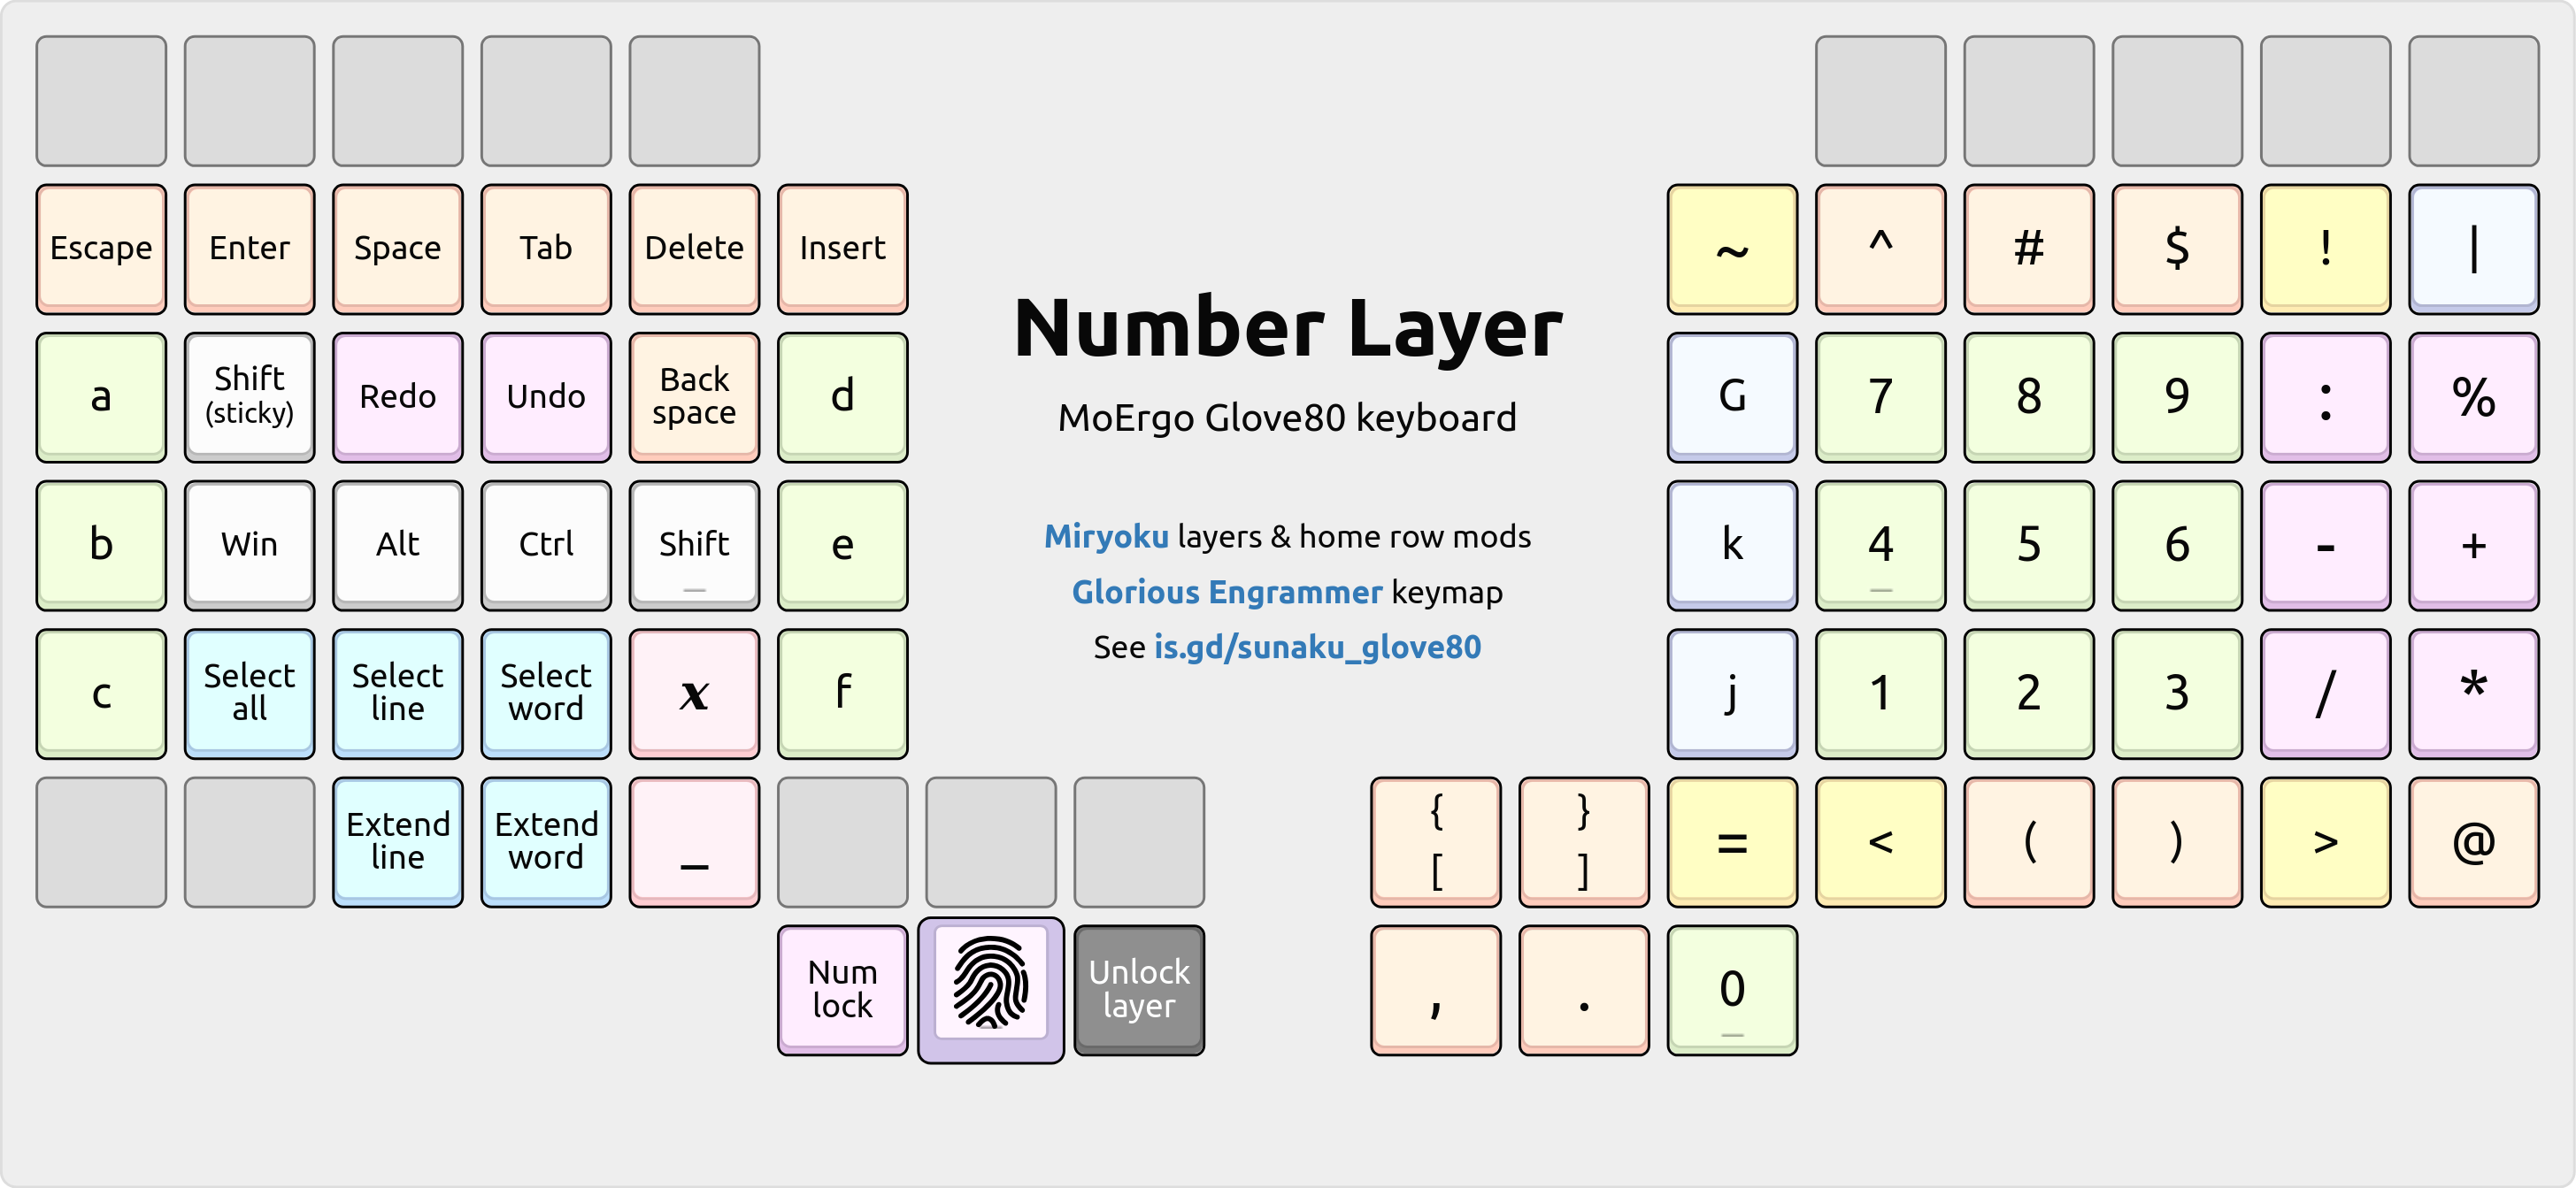 Escape Enter Space Tab Delete Insert ~ ^ # $ ! |
a Shift (sticky) Redo Undo Back space d G 7 8 9 : %
Number Layer
MoErgo Glove80 keyboard
b Win Alt Ctrl Shift e k 4 5 6 - +
Miryoku layers & home row mods
Glorious Engrammer keymap
See is.gd/sunaku_glove80
c Select all Select line Select word x f j 1 2 3 / *
Extend line Extend word _ { [ } ] = < ( ) > @
Num lock Unlock layer , . 0